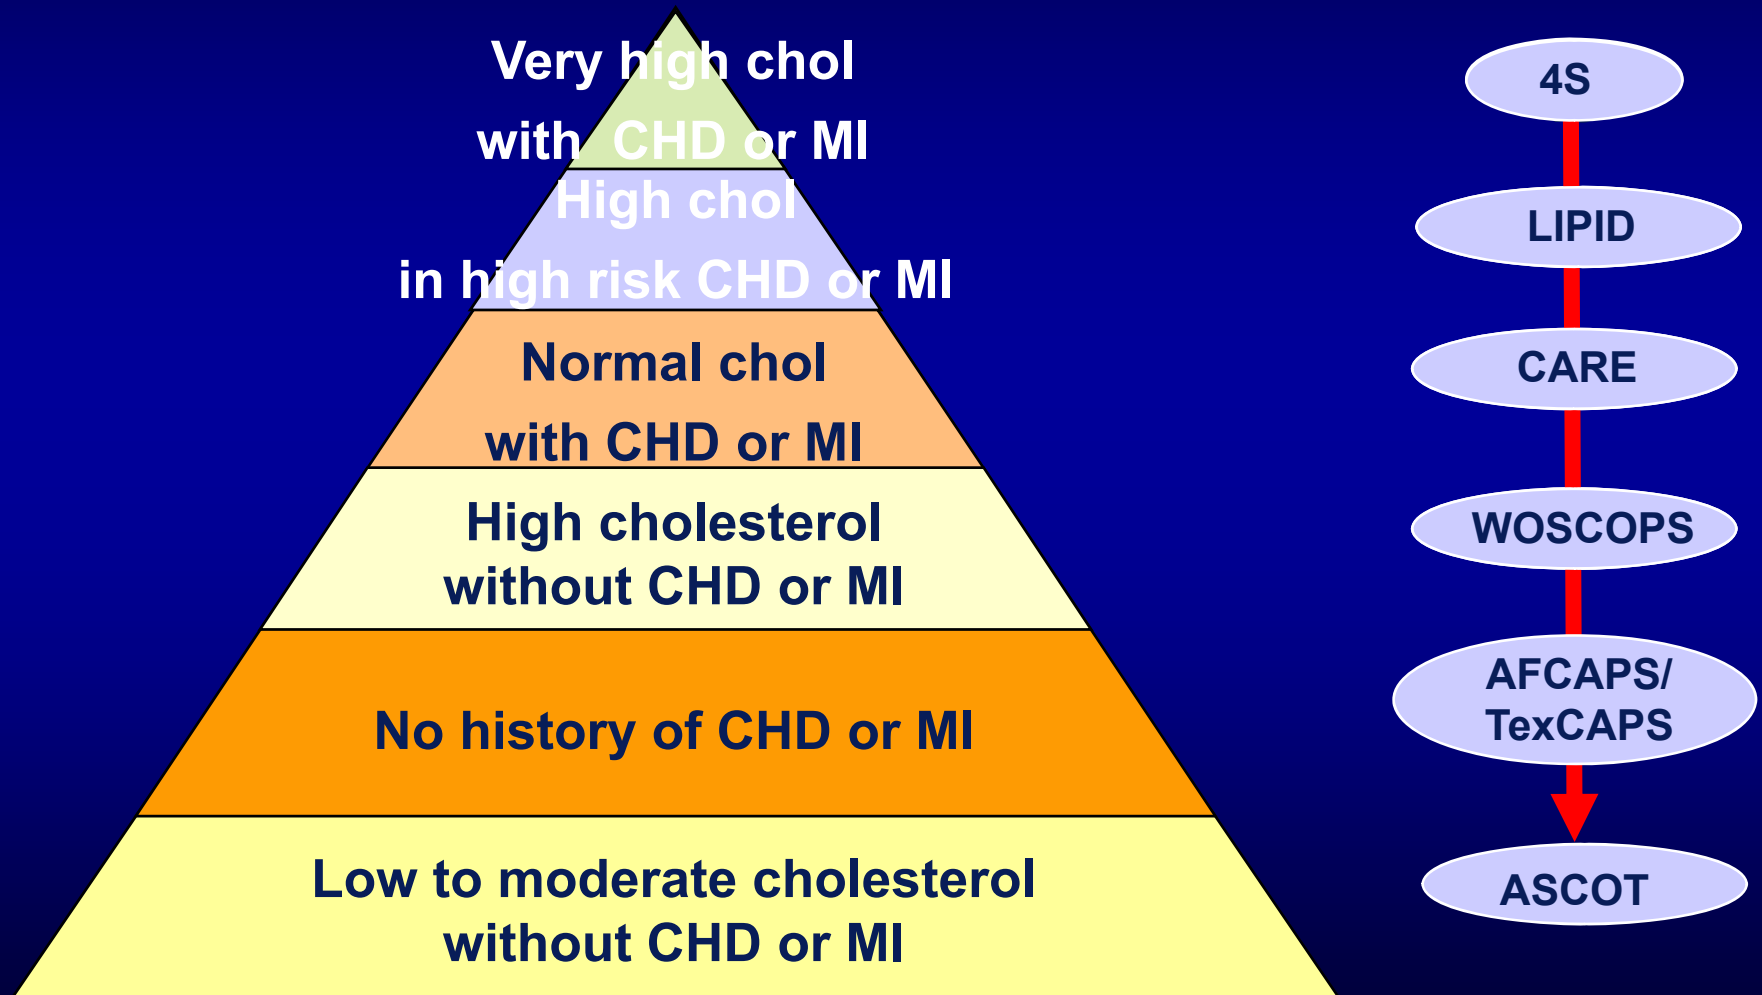 Very high chol
with CHD or MI
High chol
in high risk CHD or MI
Normal chol
with CHD or MI
High cholesterol
without CHD or MI
No history of CHD or MI
Low to moderate cholesterol
without CHD or MI
4S
LIPID
CARE
WOSCOPS
AFCAPS/
TexCAPS
ASCOT